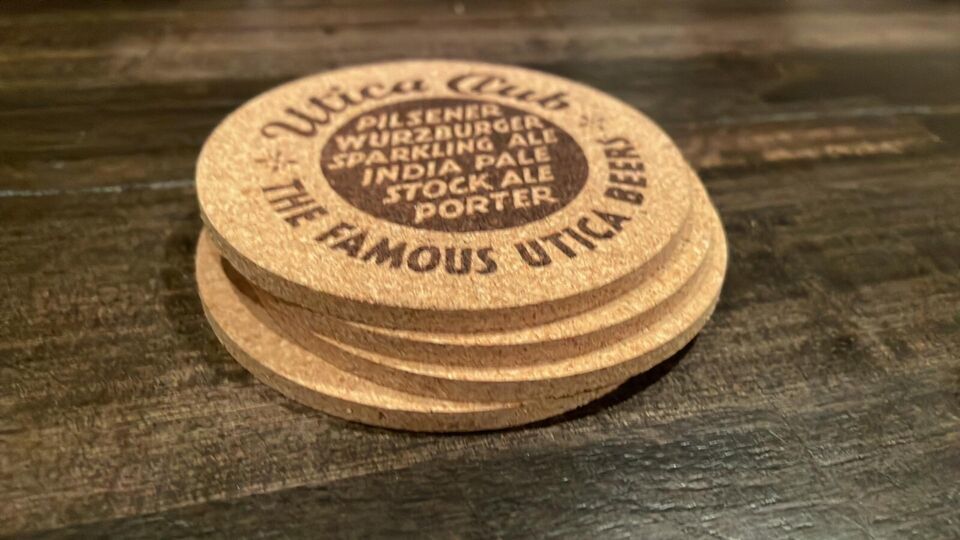 Utica Club
PILSENER
WURZBURGER
SPARKLING ALE
INDIA PALE
STOCK ALE
PORTER
THE FAMOUS UTICA BEERS